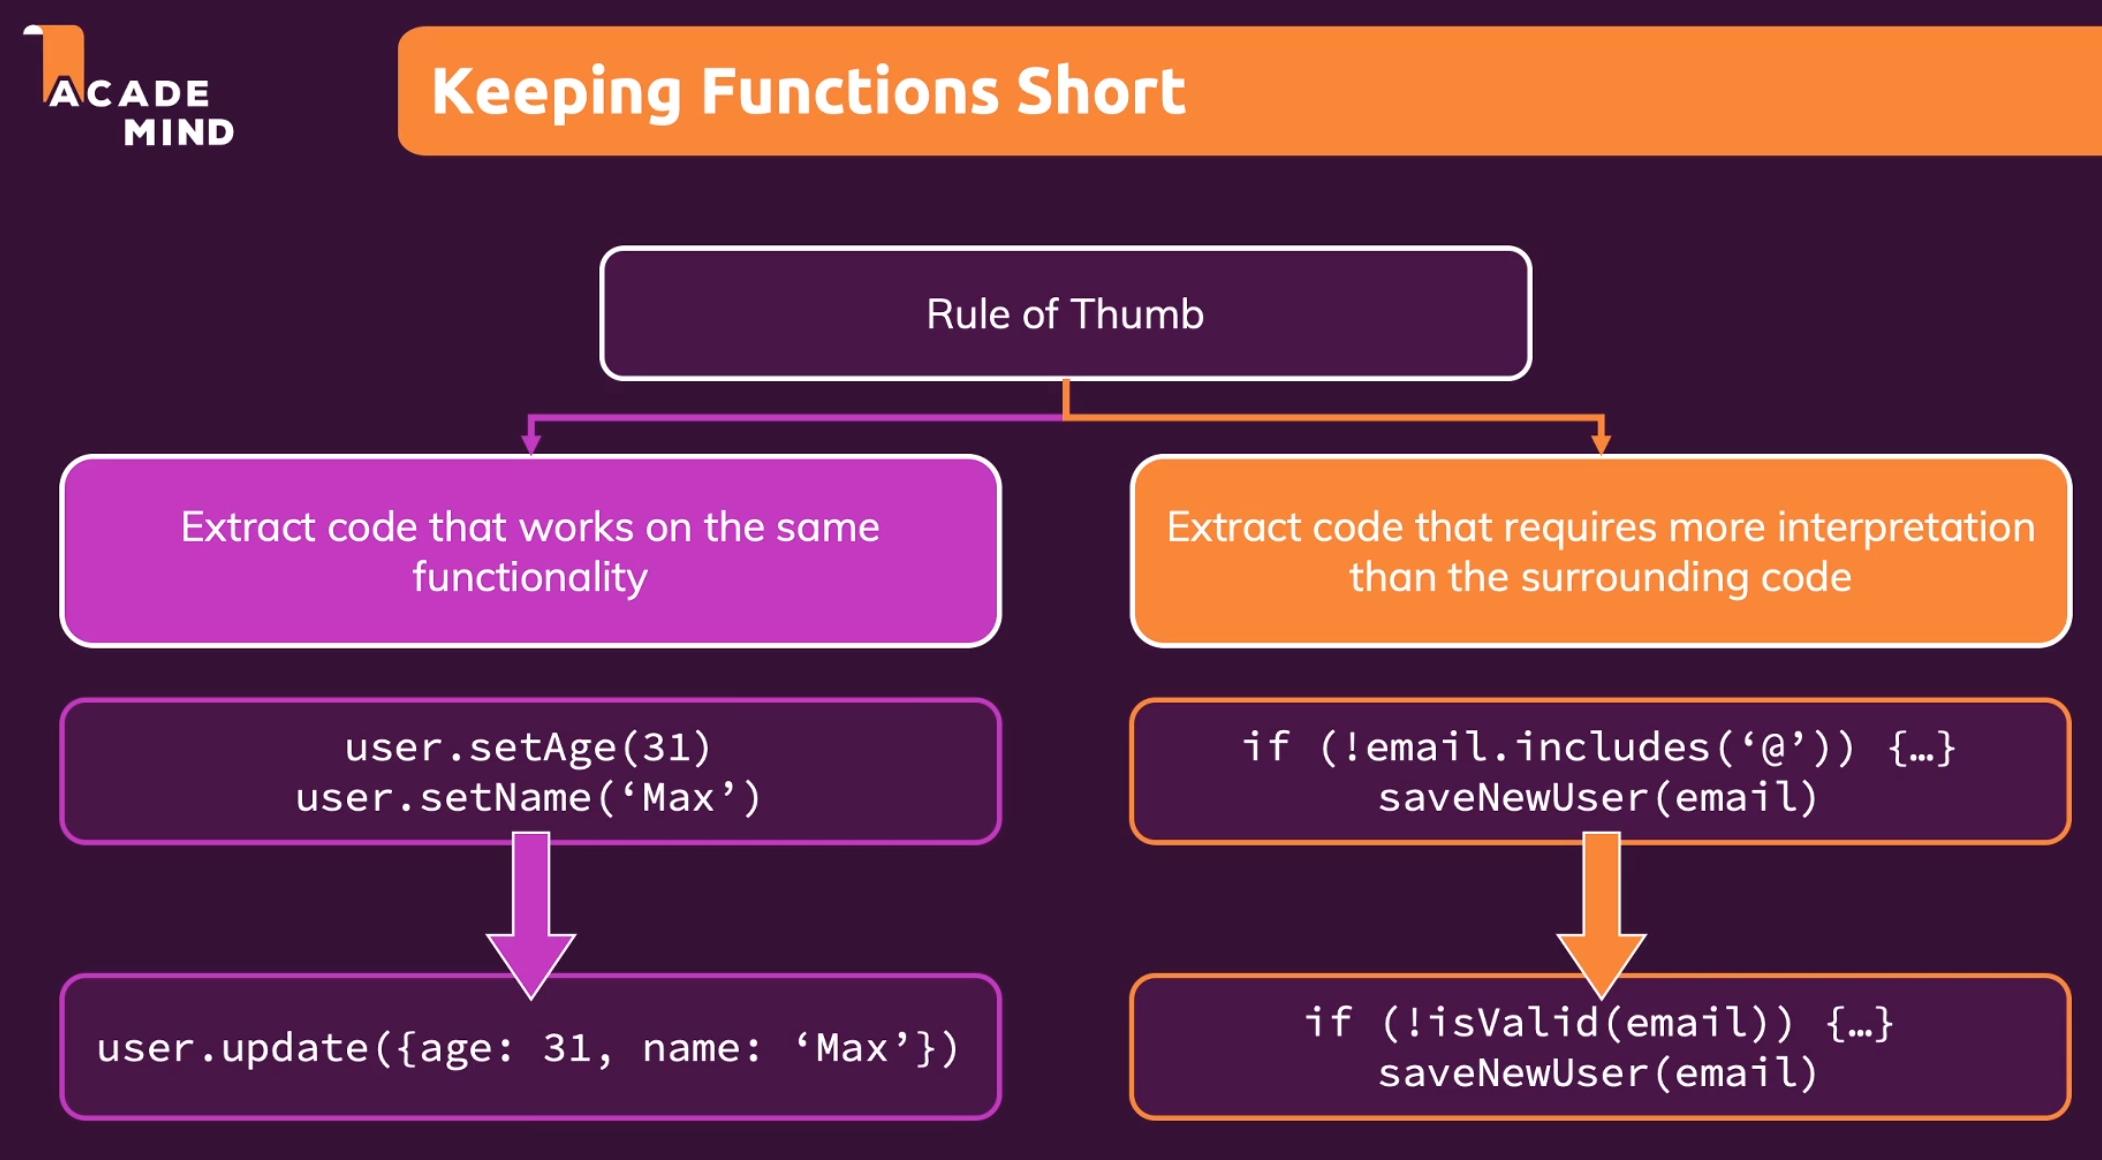 ACADE
MIND
Keeping Functions Short
Rule of Thumb
Extract code that works on the same
functionality
Extract code that requires more interpretation
than the surrounding code
user.setAge(31)
user.setName(‘Max’)
if (!email.includes(‘@’)) {…}
saveNewUser(email)
user.update({age: 31, name: ‘Max’})
if (!isValid(email)) {…}
saveNewUser(email)